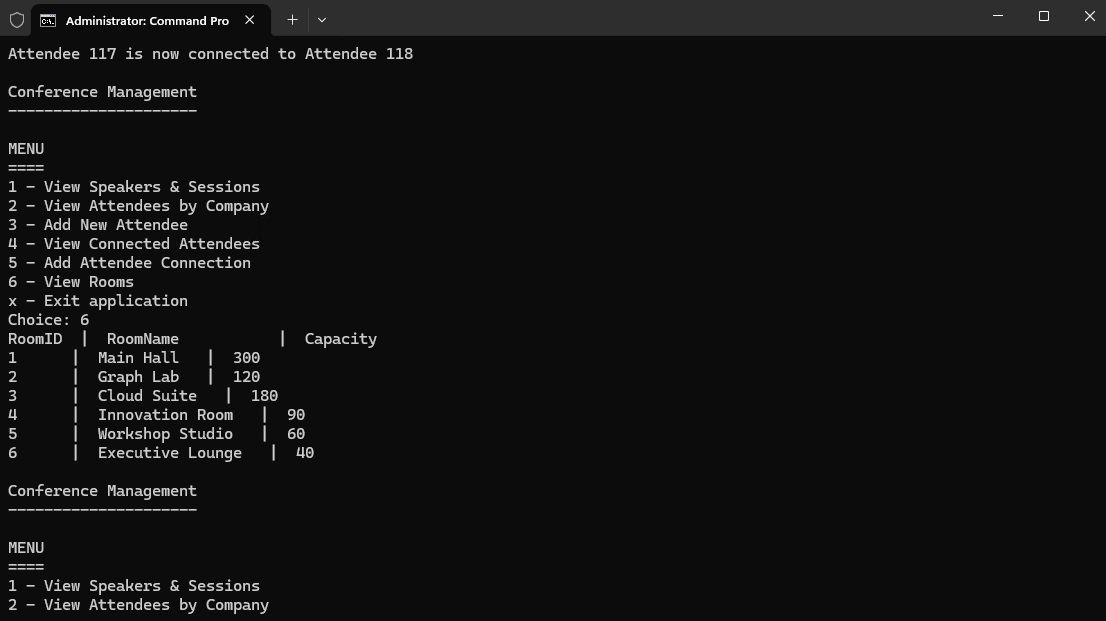 Administrator: Command Pro
Attendee 117 is now connected to Attendee 118
Conference Management
---------------------
MENU
====
1 - View Speakers & Sessions
2 - View Attendees by Company
3 - Add New Attendee
4 - View Connected Attendees
5 - Add Attendee Connection
6 - View Rooms
x - Exit application
Choice: 6
RoomID  |  RoomName           |  Capacity
1      |  Main Hall   |  300
2      |  Graph Lab   |  120
3      |  Cloud Suite   |  180
4      |  Innovation Room   |  90
5      |  Workshop Studio   |  60
6      |  Executive Lounge   |  40
Conference Management
---------------------
MENU
====
1 - View Speakers & Sessions
2 - View Attendees by Company